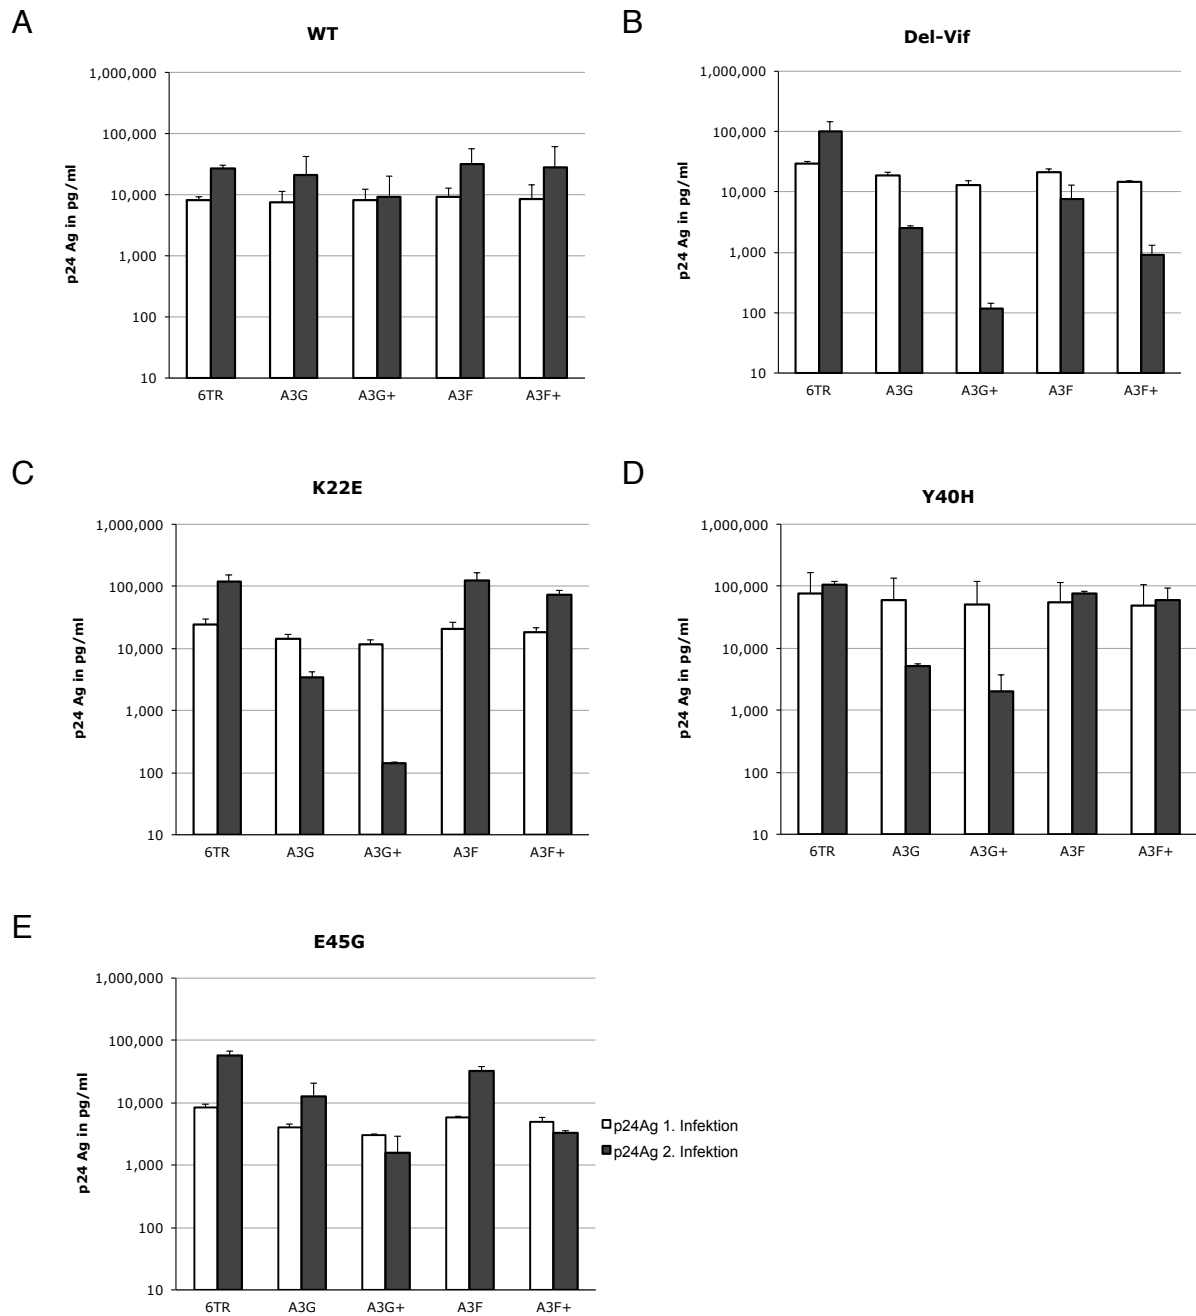 A
WT
1,000,000
100,000
10,000
1,000
100
10
p24 Ag in pg/ml
6TR A3G A3G+ A3F A3F+
B
Del-Vif
1,000,000
100,000
10,000
1,000
100
10
p24 Ag in pg/ml
6TR A3G A3G+ A3F A3F+
C
K22E
1,000,000
100,000
10,000
1,000
100
10
p24 Ag in pg/ml
6TR A3G A3G+ A3F A3F+
D
Y40H
1,000,000
100,000
10,000
1,000
100
10
p24 Ag in pg/ml
6TR A3G A3G+ A3F A3F+
E
E45G
1,000,000
100,000
10,000
1,000
100
10
p24 Ag in pg/ml
6TR A3G A3G+ A3F A3F+
p24Ag 1. Infektion
p24Ag 2. Infektion